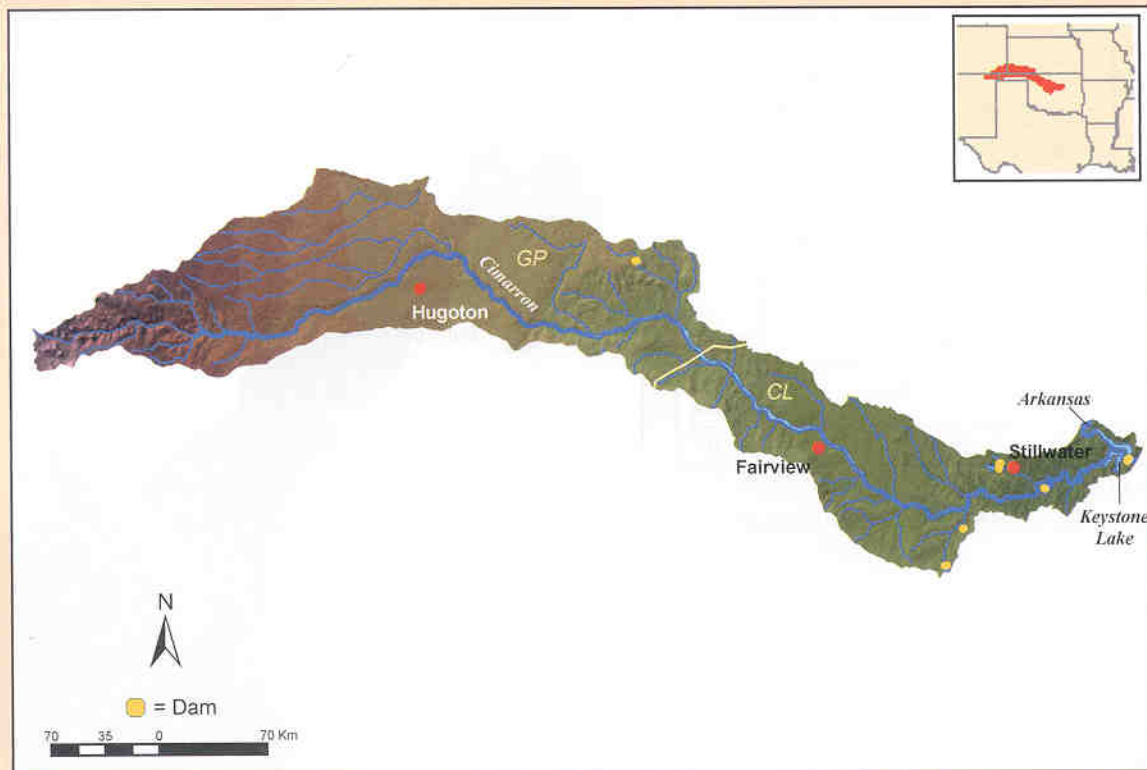 GP
Cimarron
Hugoton
CL
Arkansas
Stillwater
Fairview
Keystone
Lake
N
= Dam
70 35 0 70 Km